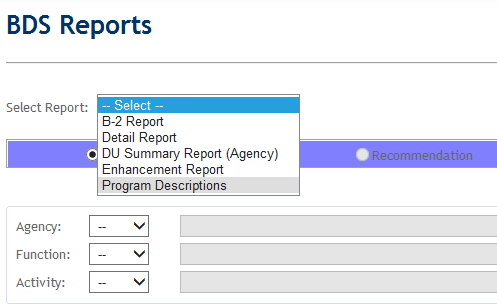 BDS Reports
Select Report:
-- Select --
B-2 Report
Detail Report
DU Summary Report (Agency)
Enhancement Report
Program Descriptions
Recommendation
Agency: --
Function: --
Activity: --